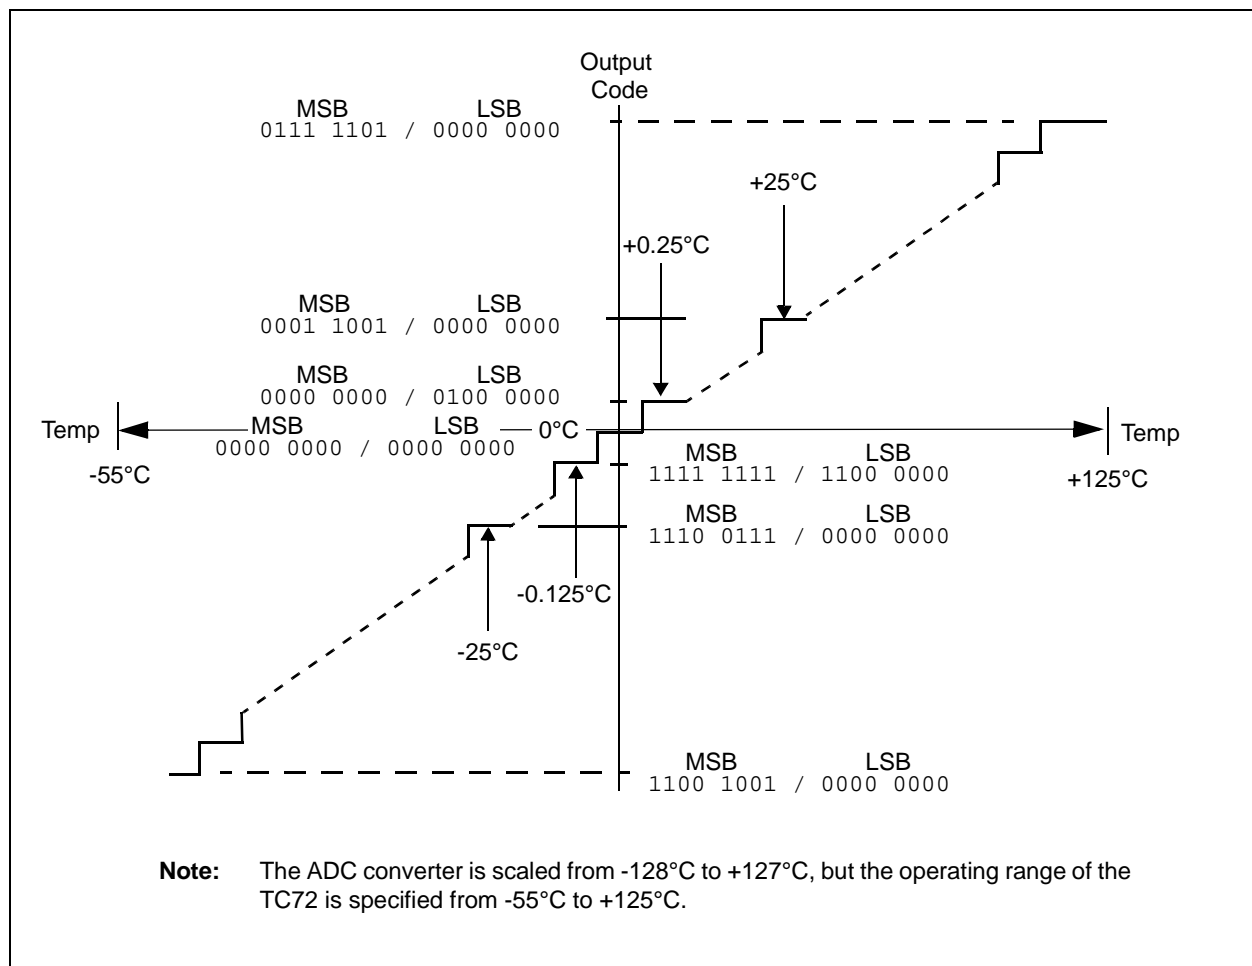 Output
Code
MSB LSB
0111 1101 / 0000 0000
+25°C
+0.25°C
MSB LSB
0001 1001 / 0000 0000
MSB LSB
0000 0000 / 0100 0000
Temp MSB LSB 0°C Temp
0000 0000 / 0000 0000
-55°C +125°C
MSB LSB
1111 1111 / 1100 0000
MSB LSB
1110 0111 / 0000 0000
-0.125°C
-25°C
MSB LSB
1100 1001 / 0000 0000
Note: The ADC converter is scaled from -128°C to +127°C, but the operating range of the
TC72 is specified from -55°C to +125°C.